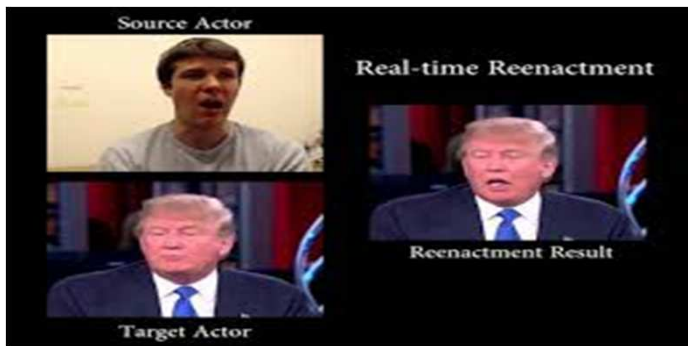 Source Actor
Real-time Reenactment
Reenactment Result
Target Actor